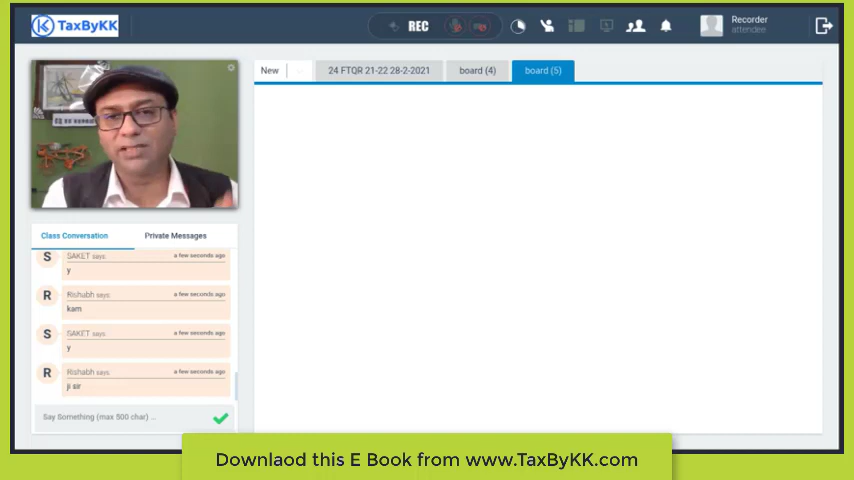 TaxByKK
REC
Recorder
attendee
New
24 FTQR 21-22 28-2-2021
board (4)
board (5)
Class Conversation
Private Messages
S
SAKET says:
a few seconds ago
y
R
Rishabh says:
a few seconds ago
kam
S
SAKET says:
a few seconds ago
y
R
Rishabh says:
a few seconds ago
ji sir
Say Something (max 500 char) ...
Downlaod this E Book from www.TaxByKK.com